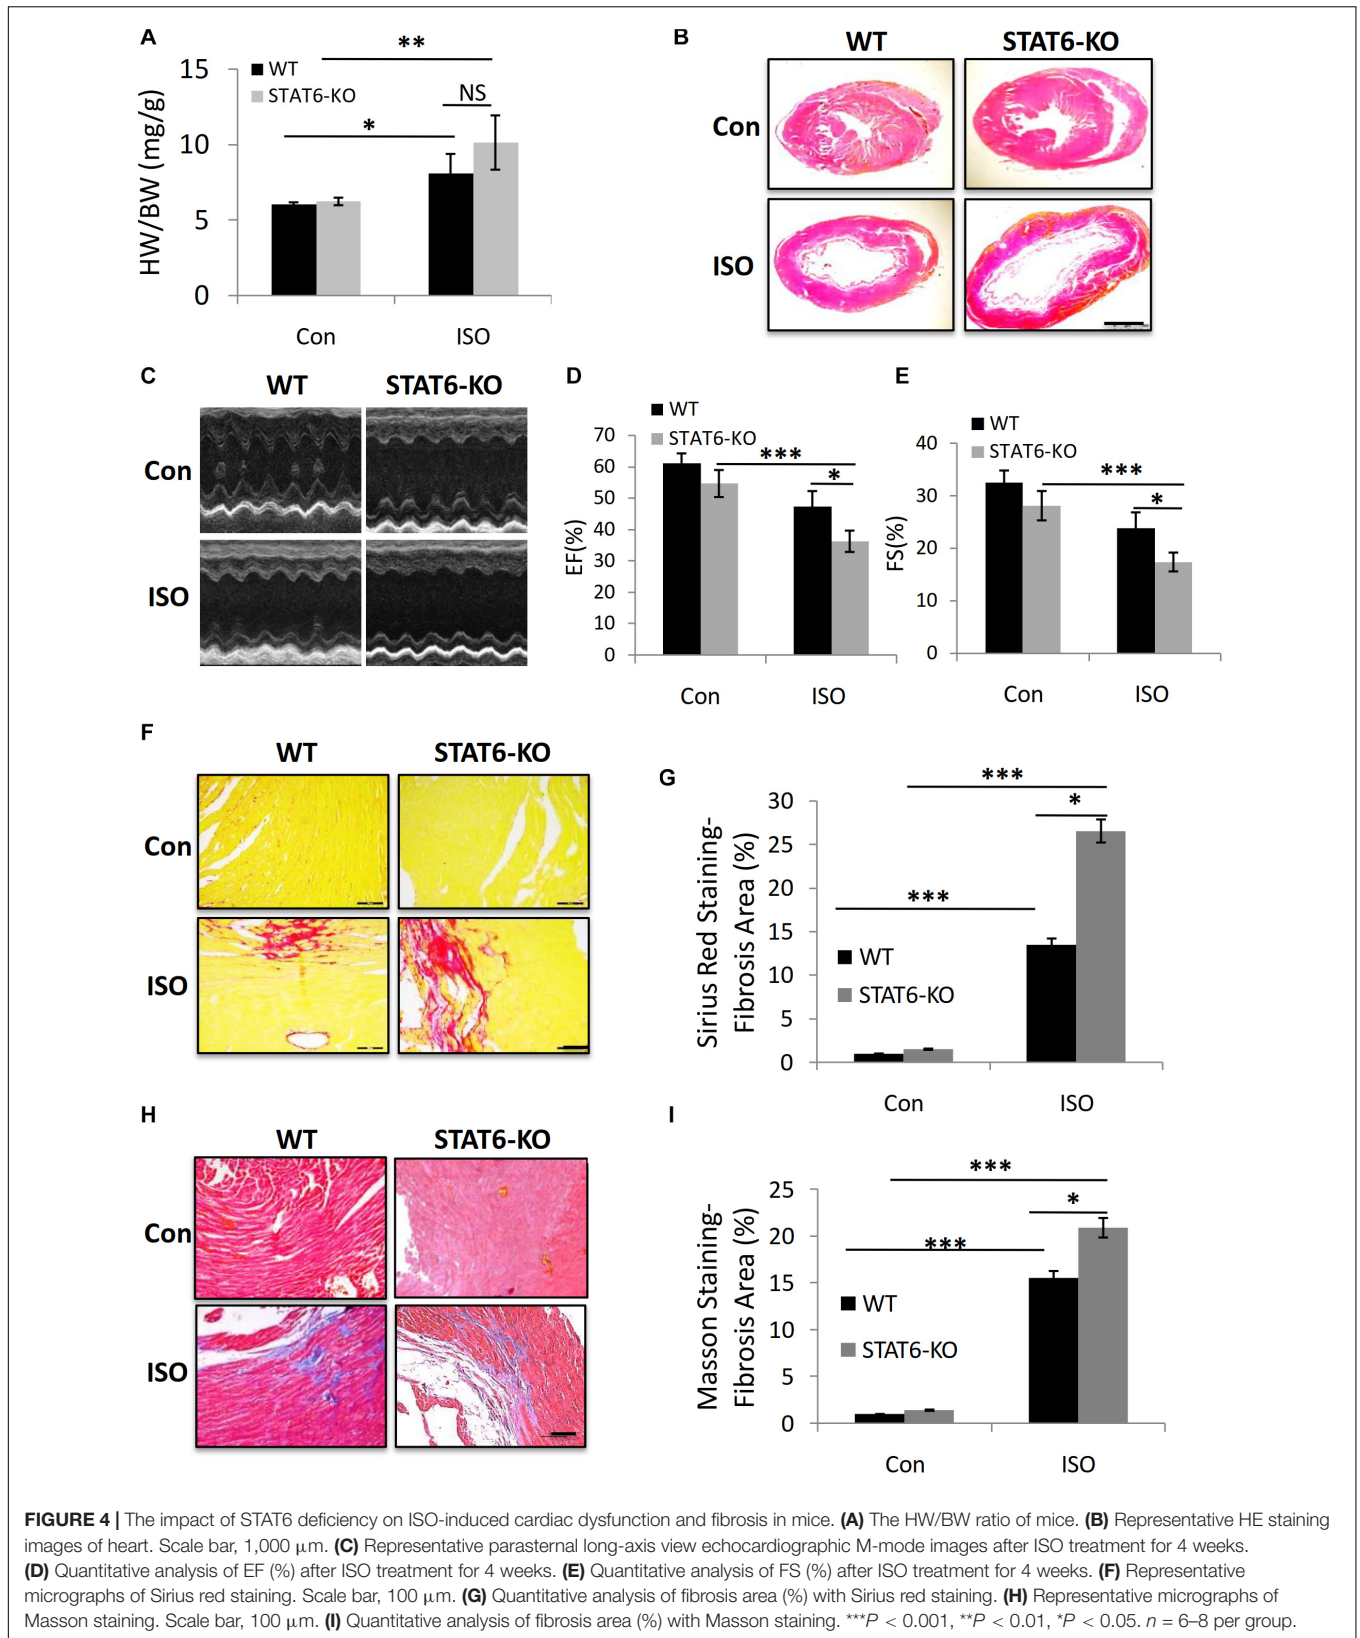 A
**
15
WT
STAT6-KO
NS
*
10
5
0
HW/BW (mg/g)
Con
ISO
B
WT
STAT6-KO
Con
ISO
C
WT
STAT6-KO
Con
ISO
D
WT
STAT6-KO
70
60
50
40
30
20
10
0
EF(%)
***
*
Con
ISO
E
WT
STAT6-KO
40
30
20
10
0
FS(%)
***
*
Con
ISO
F
WT
STAT6-KO
Con
ISO
G
***
*
***
30
25
20
15
10
5
0
Sirius Red Staining-
Fibrosis Area (%)
WT
STAT6-KO
Con
ISO
H
WT
STAT6-KO
Con
ISO
I
***
*
***
25
20
15
10
5
0
Masson Staining-
Fibrosis Area (%)
WT
STAT6-KO
Con
ISO
FIGURE 4 | The impact of STAT6 deficiency on ISO-induced cardiac dysfunction and fibrosis in mice. (A) The HW/BW ratio of mice. (B) Representative HE staining
images of heart. Scale bar, 1,000 μm. (C) Representative parasternal long-axis view echocardiographic M-mode images after ISO treatment for 4 weeks.
(D) Quantitative analysis of EF (%) after ISO treatment for 4 weeks. (E) Quantitative analysis of FS (%) after ISO treatment for 4 weeks. (F) Representative
micrographs of Sirius red staining. Scale bar, 100 μm. (G) Quantitative analysis of fibrosis area (%) with Sirius red staining. (H) Representative micrographs of
Masson staining. Scale bar, 100 μm. (I) Quantitative analysis of fibrosis area (%) with Masson staining. ***P < 0.001, **P < 0.01, *P < 0.05. n = 6–8 per group.